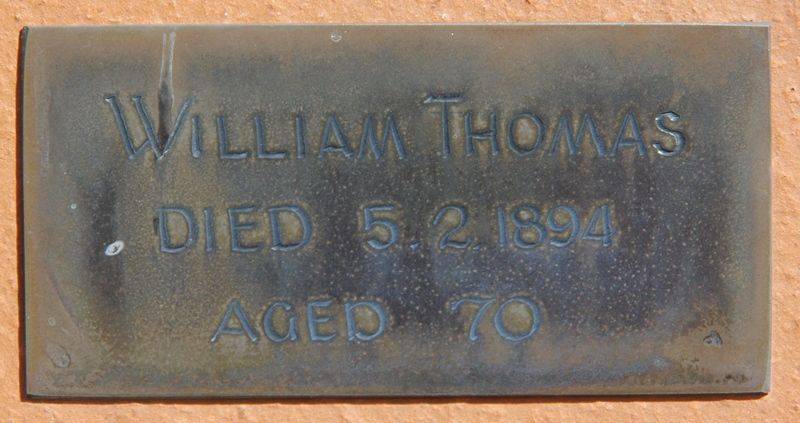 WILLIAM THOMAS
DIED 5.2.1894
AGED 70